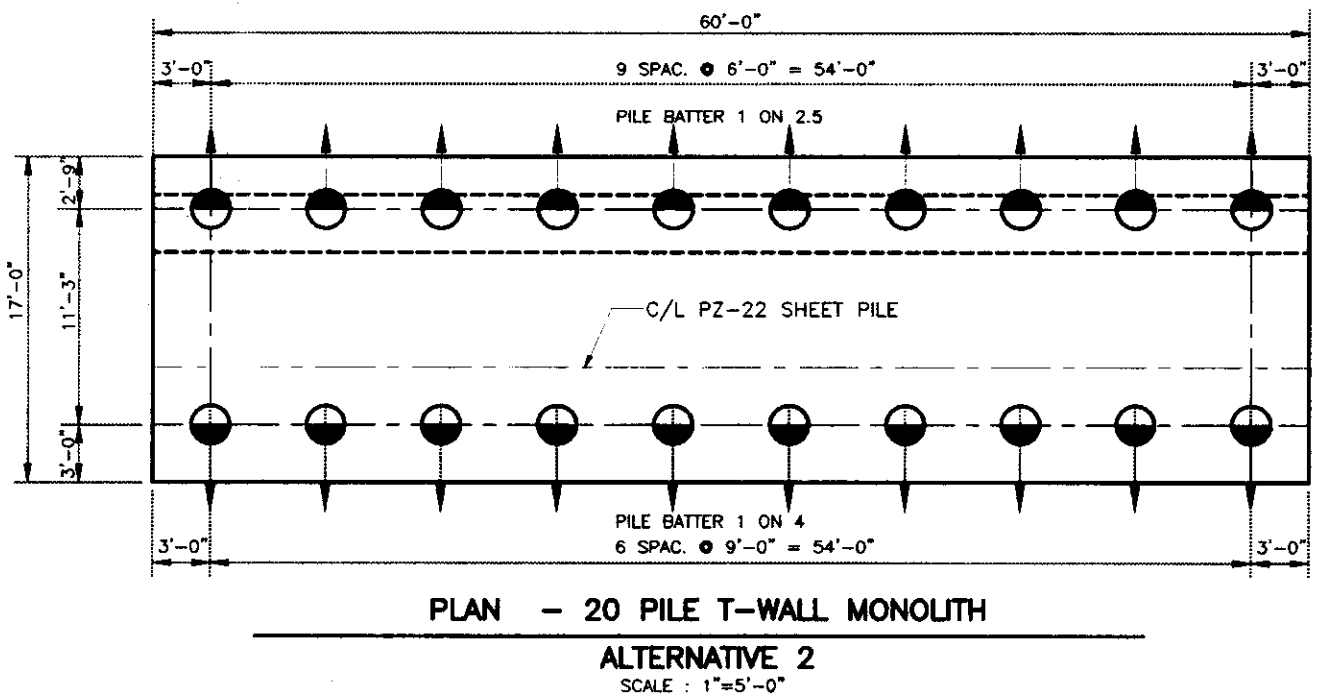 60'-0"
3'-0"
9 SPAC. @ 6'-0" = 54'-0"
3'-0"
PILE BATTER 1 ON 2.5
2'-9"
17'-0"
11'-3"
C/L PZ-22 SHEET PILE
3'-0"
PILE BATTER 1 ON 4
3'-0"
6 SPAC. @ 9'-0" = 54'-0"
3'-0"
PLAN - 20 PILE T-WALL MONOLITH
ALTERNATIVE 2
SCALE : 1"=5'-0"